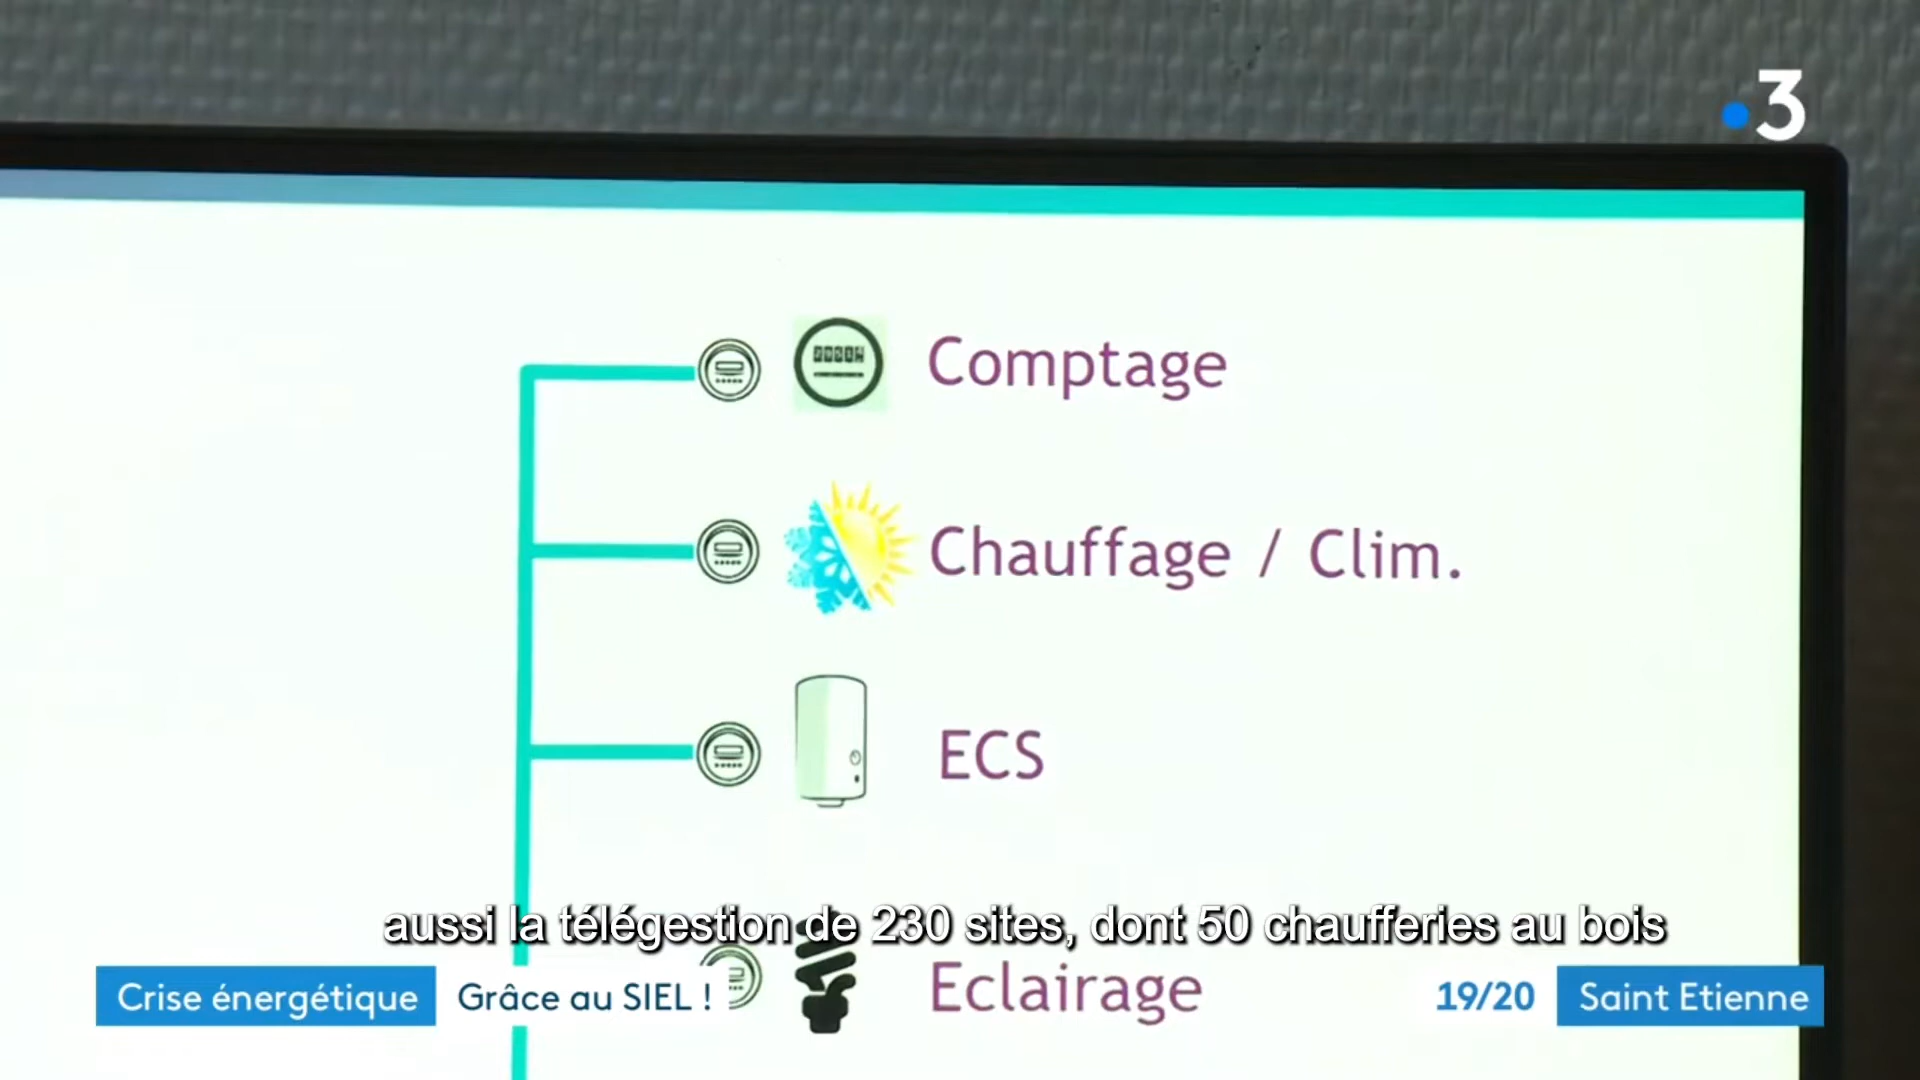 3
Comptage
Chauffage / Clim.
ECS
aussi la télégestion de 230 sites, dont 50 chaufferies au bois
Eclairage
Crise énergétique
Grâce au SIEL !
19/20
Saint Etienne